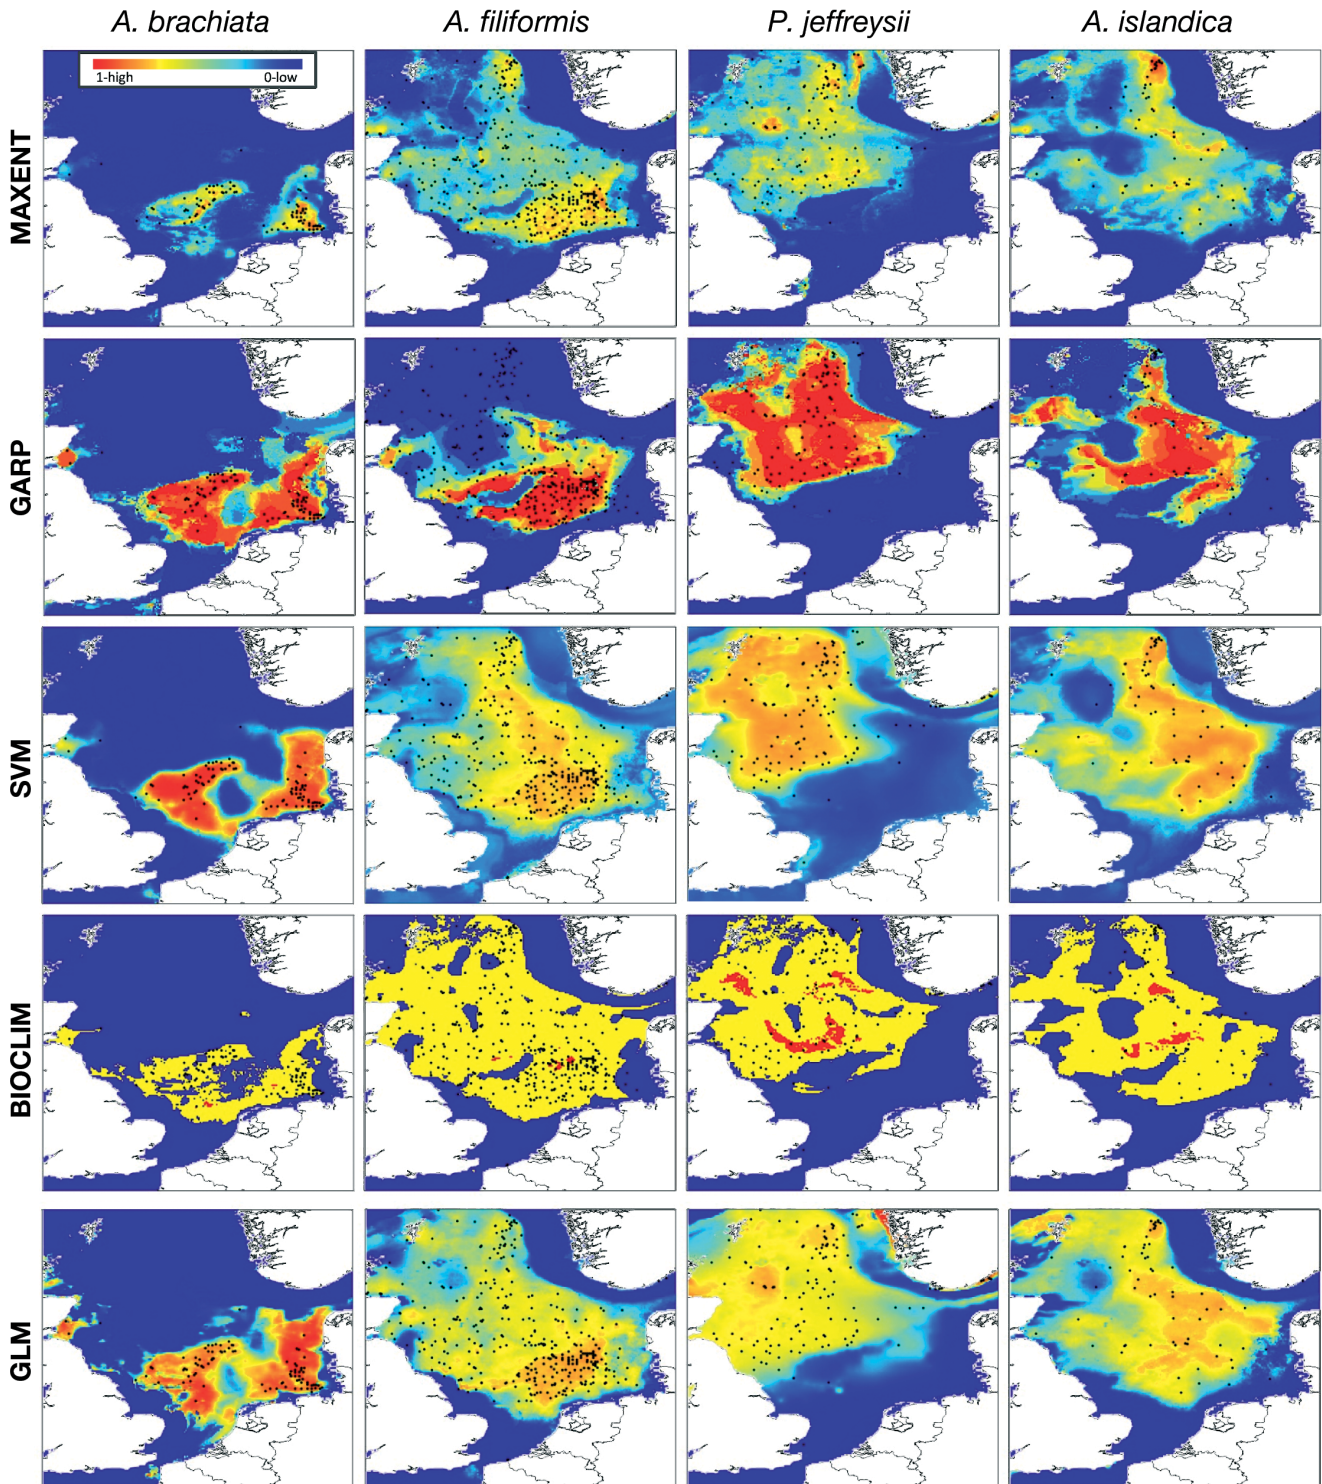 A. brachiata A. filiformis P. jeffreysii A. islandica
1-high 0-low
MAXENT
GARP
SVM
BIOCLIM
GLM